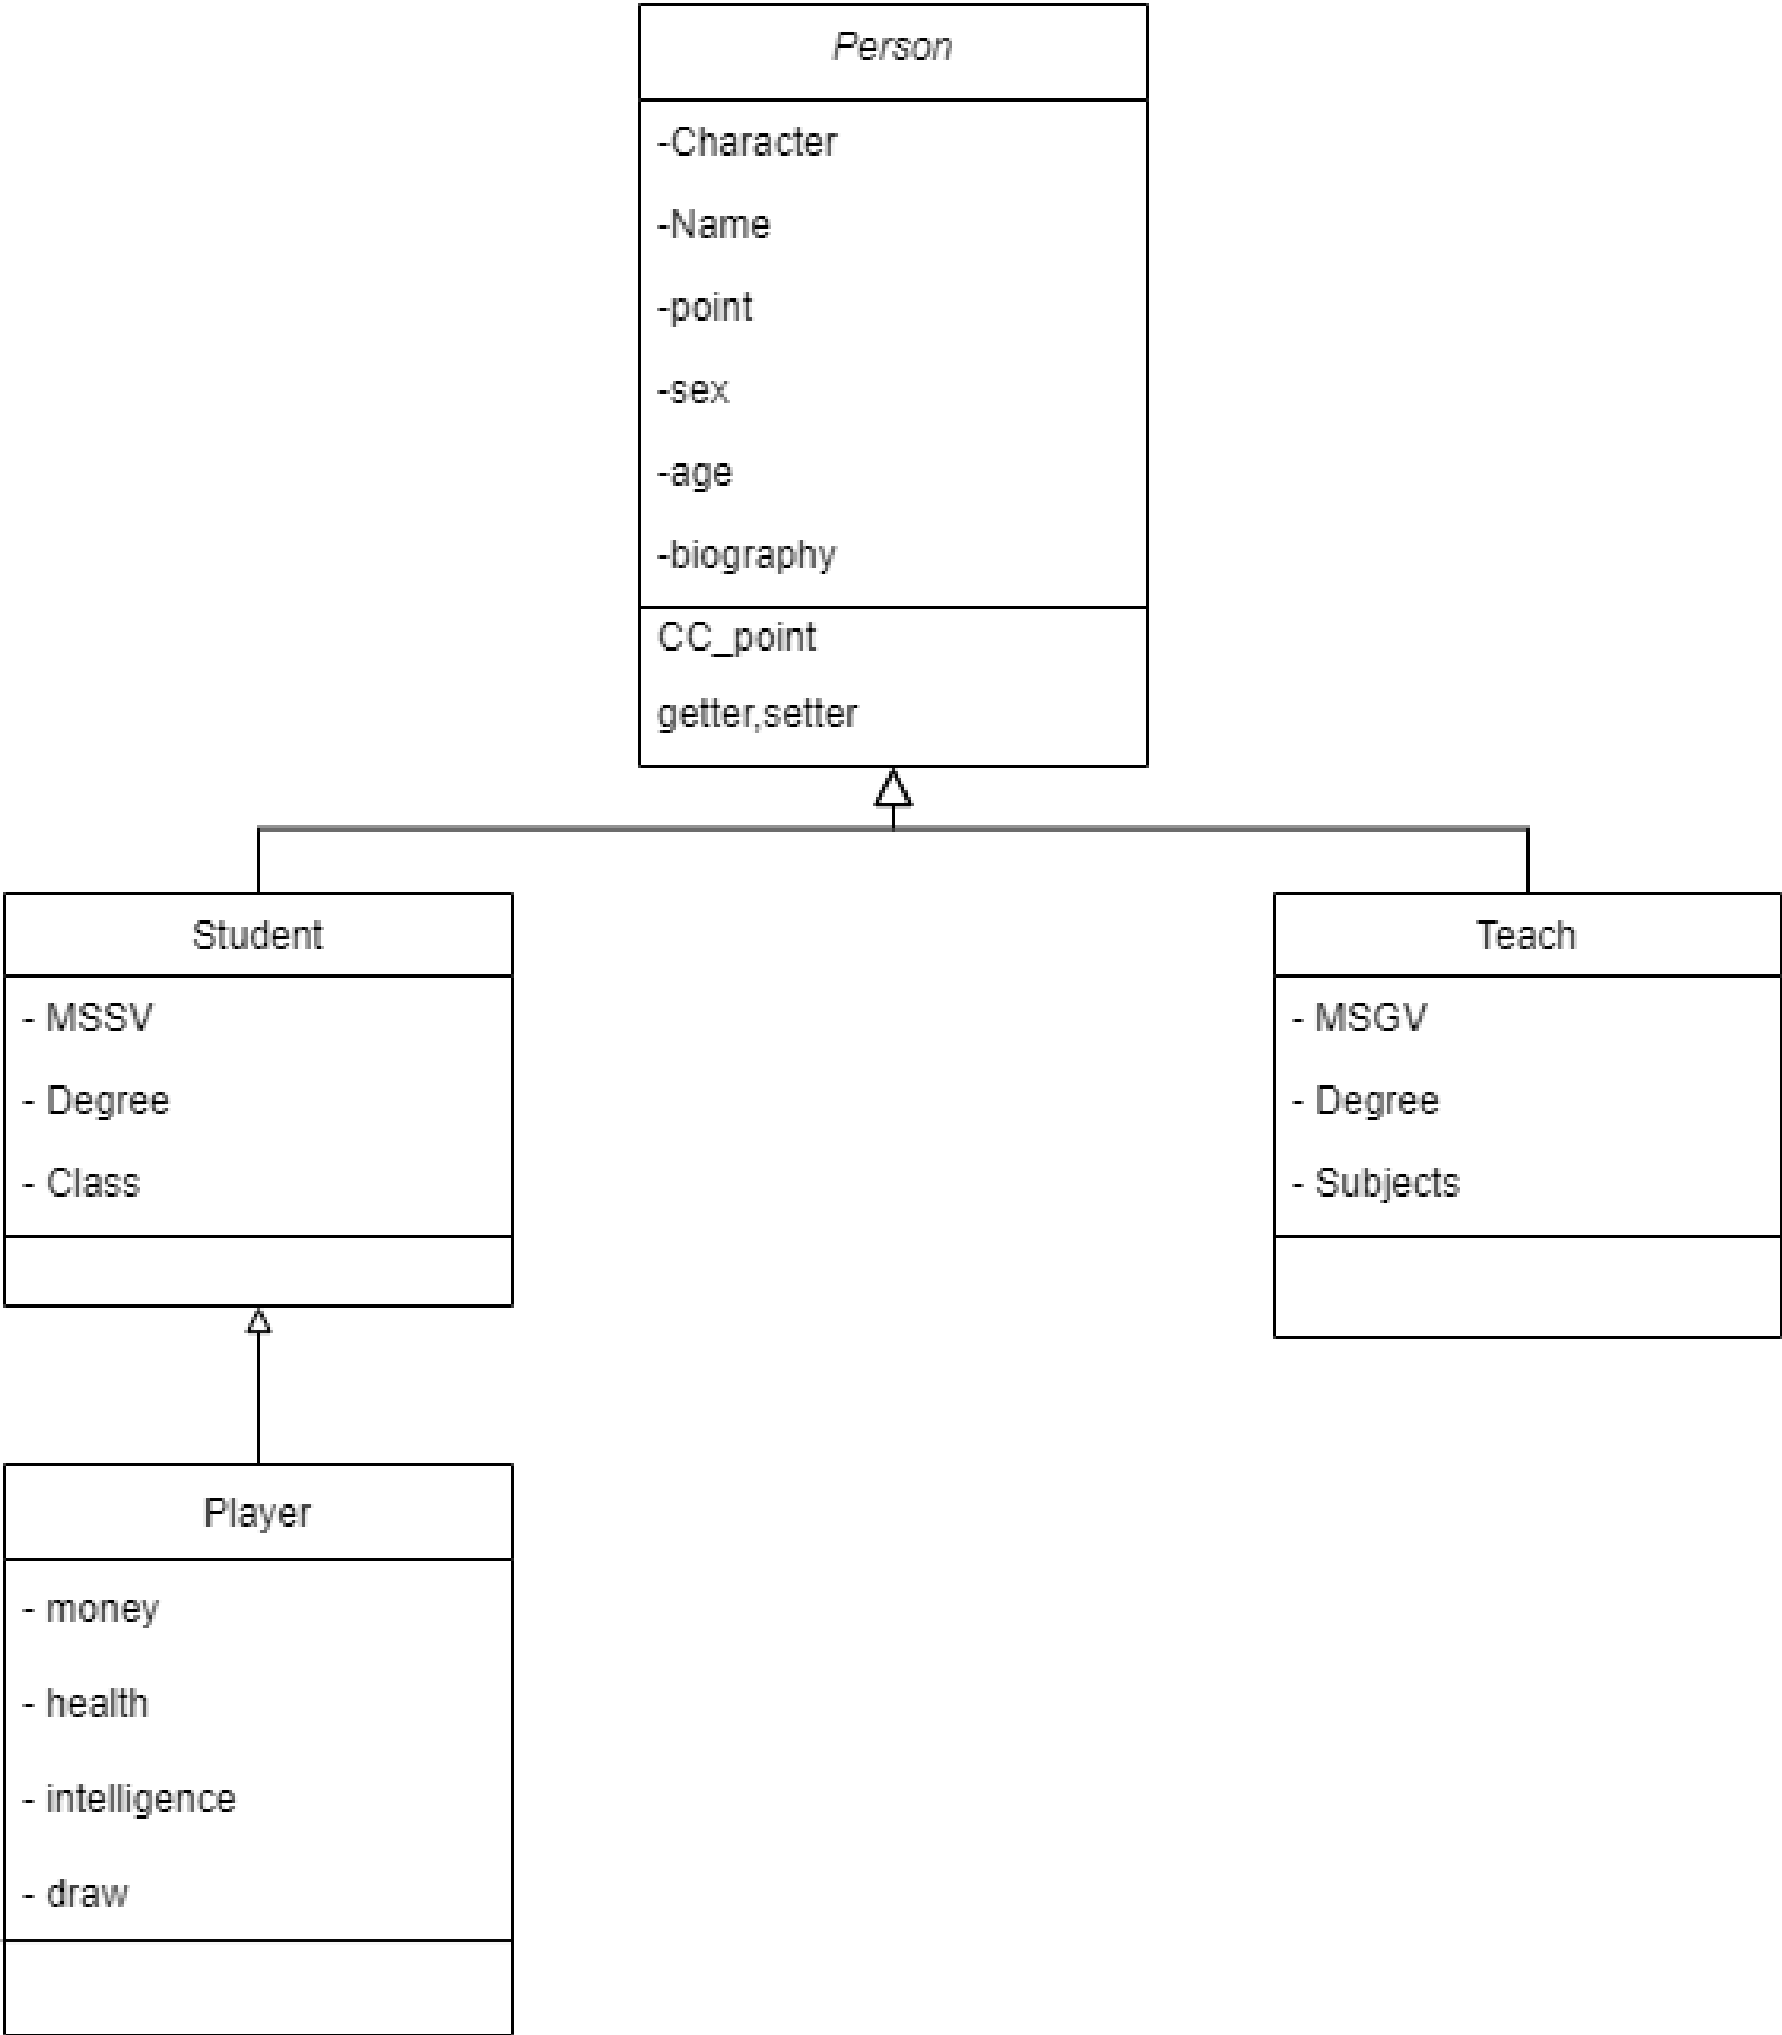 Person
-Character
-Name
-point
-sex
-age
-biography
CC_point
getter,setter
Student
- MSSV
- Degree
- Class
Teach
- MSGV
- Degree
- Subjects
Player
- money
- health
- intelligence
- draw